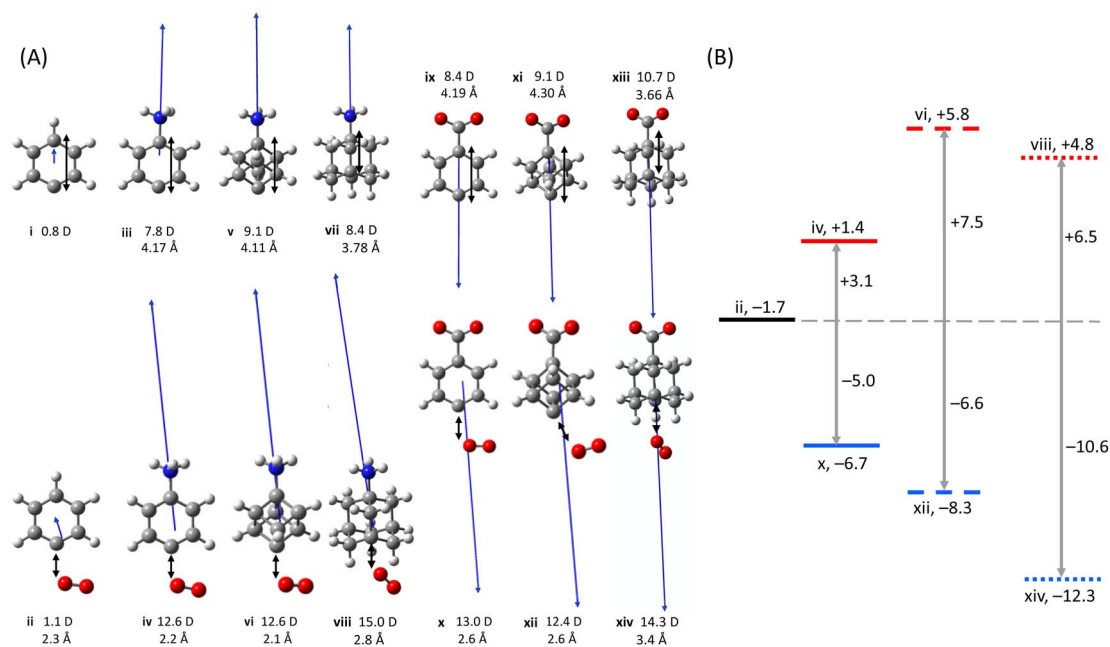 (A)
(B)
ix 8.4 D
4.19 Å
xi 9.1 D
4.30 Å
xiii 10.7 D
3.66 Å
i 0.8 D
iii 7.8 D
4.17 Å
v 9.1 D
4.11 Å
vii 8.4 D
3.78 Å
ii 1.1 D
2.3 Å
iv 12.6 D
2.2 Å
vi 12.6 D
2.1 Å
viii 15.0 D
2.8 Å
x 13.0 D
2.6 Å
xii 12.4 D
2.6 Å
xiv 14.3 D
3.4 Å
vi, +5.8
viii, +4.8
+7.5
+6.5
iv, +1.4
+3.1
ii, –1.7
–5.0
–6.6
–10.6
x, –6.7
xii, –8.3
xiv, –12.3